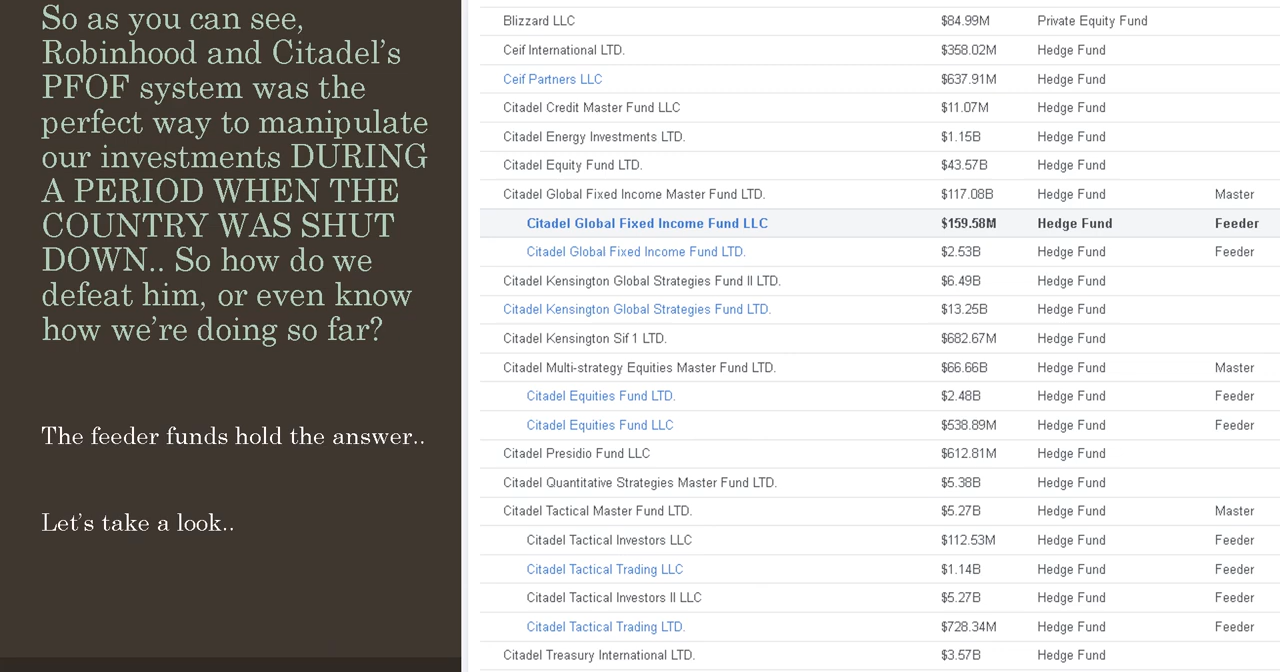 So as you can see,
Robinhood and Citadel's
PFOF system was the
perfect way to manipulate
our investments DURING
A PERIOD WHEN THE
COUNTRY WAS SHUT
DOWN.. So how do we
defeat him, or even know
how we're doing so far?
The feeder funds hold the answer..
Let's take a look..
Blizzard LLC $84.99M Private Equity Fund
Ceif International LTD. $358.02M Hedge Fund
Ceif Partners LLC $637.91M Hedge Fund
Citadel Credit Master Fund LLC $11.07M Hedge Fund
Citadel Energy Investments LTD. $1.15B Hedge Fund
Citadel Equity Fund LTD. $43.57B Hedge Fund
Citadel Global Fixed Income Master Fund LTD. $117.08B Hedge Fund Master
Citadel Global Fixed Income Fund LLC $159.58M Hedge Fund Feeder
Citadel Global Fixed Income Fund LTD. $2.53B Hedge Fund Feeder
Citadel Kensington Global Strategies Fund II LTD. $6.49B Hedge Fund
Citadel Kensington Global Strategies Fund LTD. $13.25B Hedge Fund
Citadel Kensington Sif 1 LTD. $682.67M Hedge Fund
Citadel Multi-strategy Equities Master Fund LTD. $66.66B Hedge Fund Master
Citadel Equities Fund LTD. $2.48B Hedge Fund Feeder
Citadel Equities Fund LLC $538.89M Hedge Fund Feeder
Citadel Presidio Fund LLC $612.81M Hedge Fund
Citadel Quantitative Strategies Master Fund LTD. $5.38B Hedge Fund
Citadel Tactical Master Fund LTD. $5.27B Hedge Fund Master
Citadel Tactical Investors LLC $112.53M Hedge Fund Feeder
Citadel Tactical Trading LLC $1.14B Hedge Fund Feeder
Citadel Tactical Investors II LLC $5.27B Hedge Fund Feeder
Citadel Tactical Trading LTD. $728.34M Hedge Fund Feeder
Citadel Treasury International LTD. $3.57B Hedge Fund